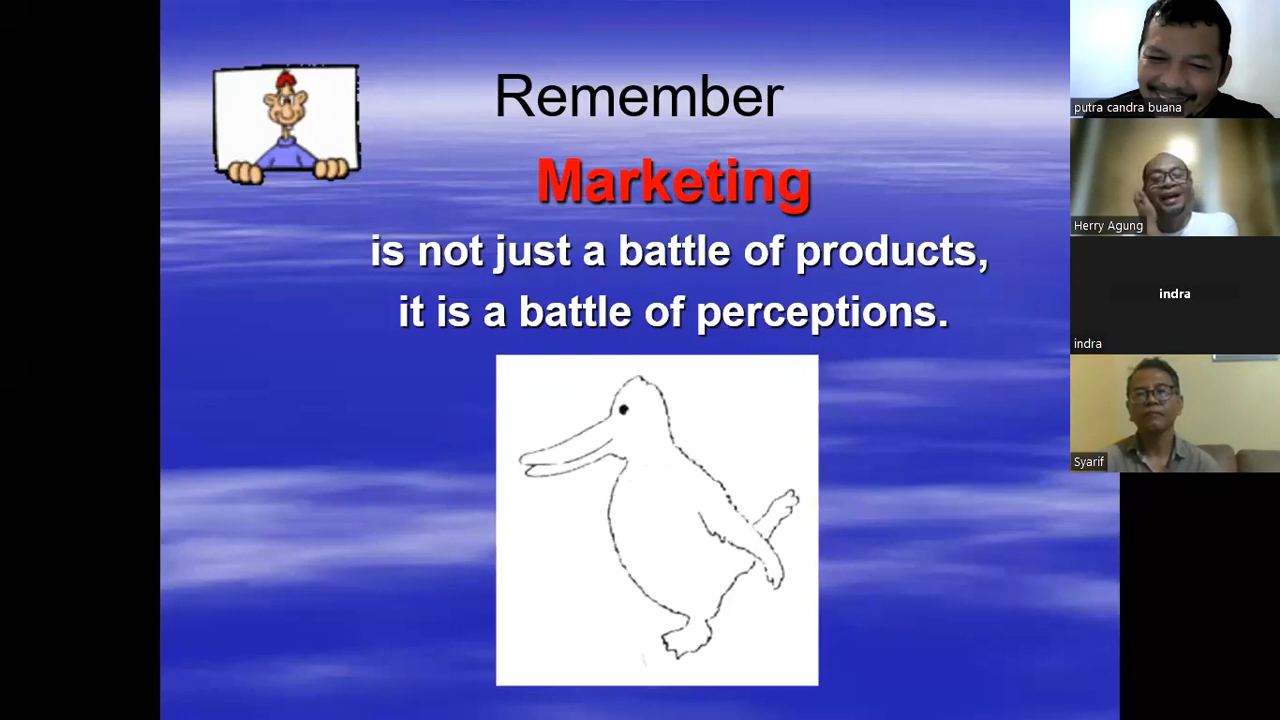 Remember
Marketing
is not just a battle of products,
it is a battle of perceptions.
putra candra buana
Herry Agung
indra
indra
Syarif